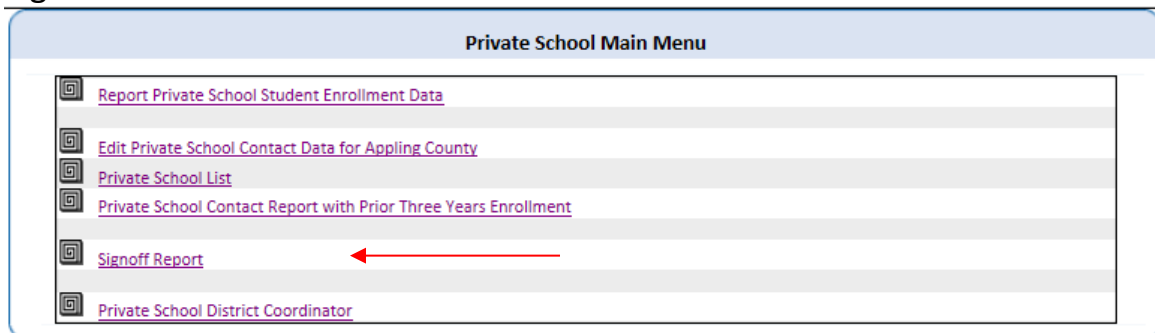 Private School Main Menu
Report Private School Student Enrollment Data
Edit Private School Contact Data for Appling County
Private School List
Private School Contact Report with Prior Three Years Enrollment
Signoff Report
Private School District Coordinator